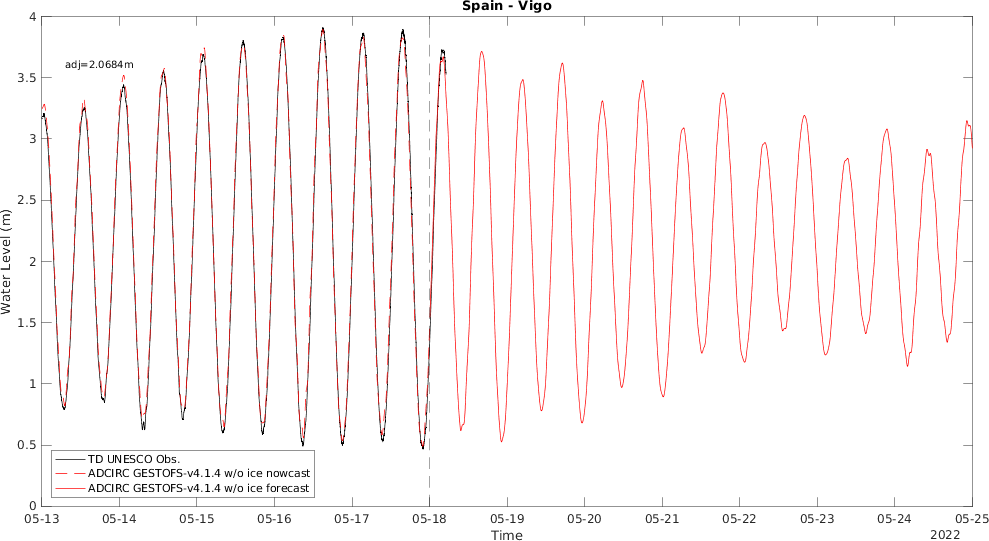 Spain - Vigo
adj=2.0684m
Water Level (m)
4
3.5
3
2.5
2
1.5
1
0.5
0
TD UNESCO Obs.
ADCIRC GESTOFS-v4.1.4 w/o ice nowcast
ADCIRC GESTOFS-v4.1.4 w/o ice forecast
05-13 05-14 05-15 05-16 05-17 05-18 05-19 05-20 05-21 05-22 05-23 05-24 05-25
Time
2022